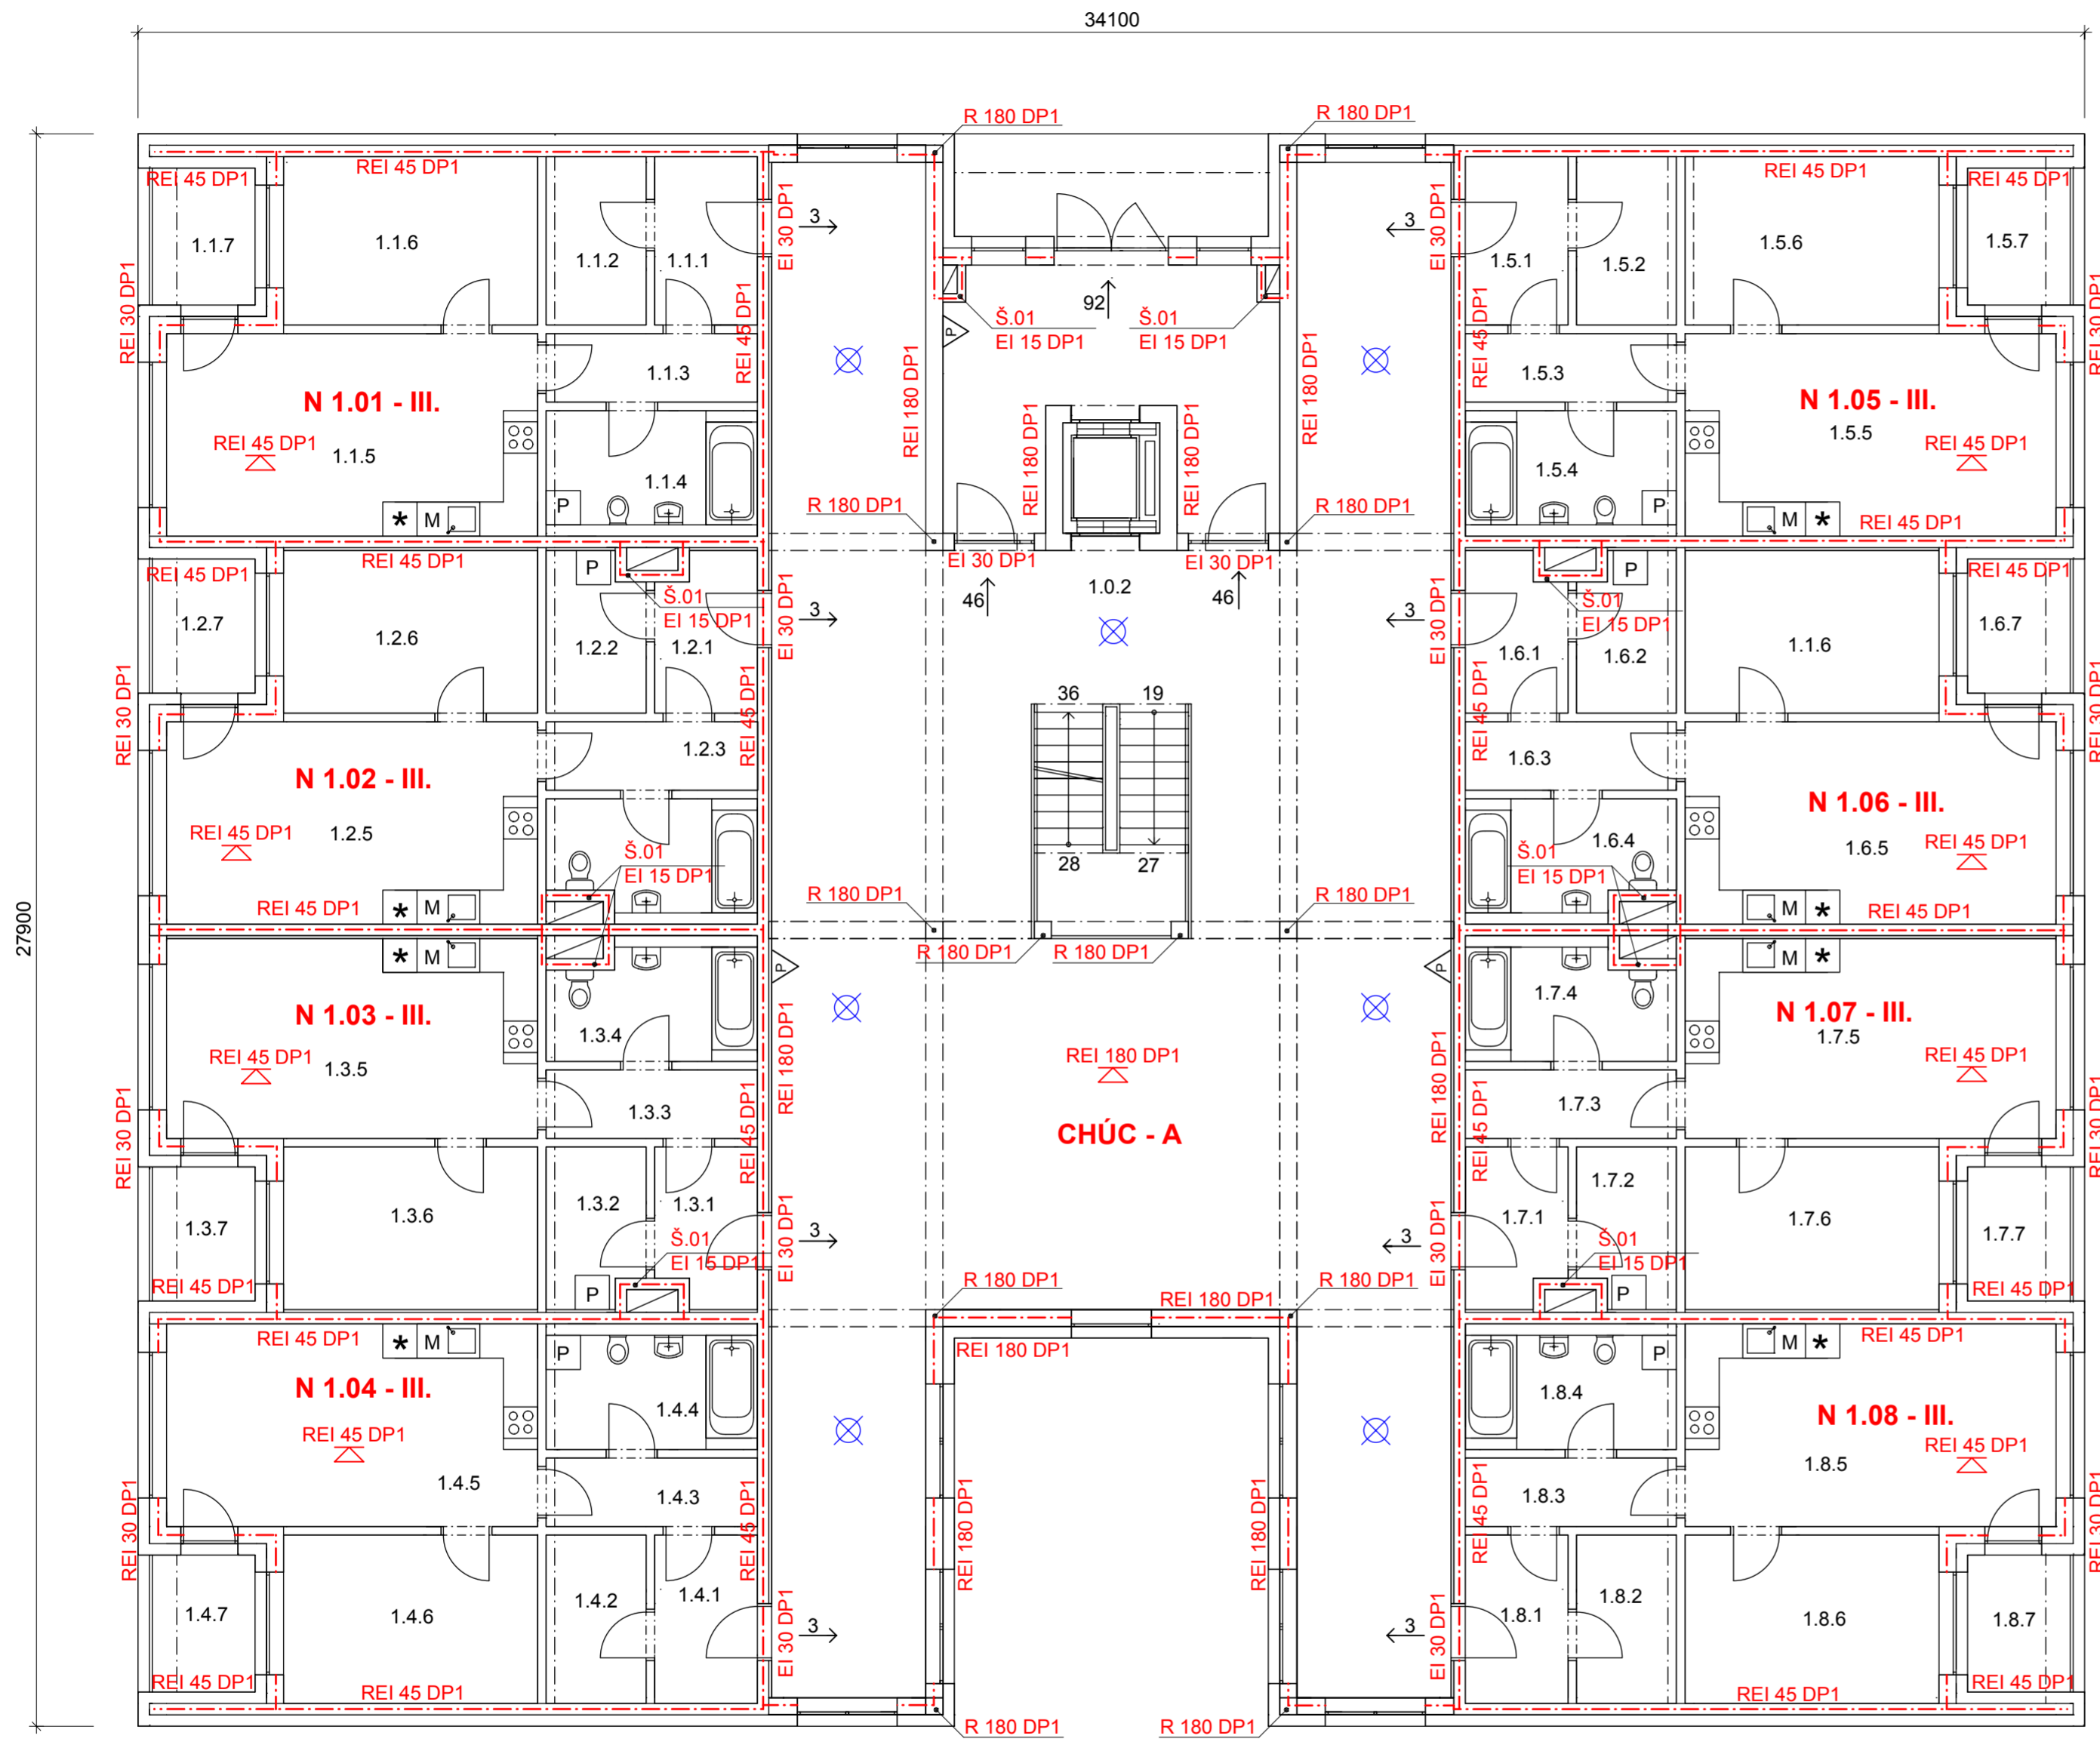 34100
27900
R 180 DP1
R 180 DP1
REI 45 DP1
REI 45 DP1
REI 45 DP1
REI 45 DP1
EI 30 DP1
3
3
EI 30 DP1
1.1.7
1.1.6
1.1.2
1.1.1
1.5.1
1.5.2
1.5.6
1.5.7
REI 30 DP1
REI 45 DP1
92
Š.01
EI 15 DP1
Š.01
EI 15 DP1
P
REI 45 DP1
REI 30 DP1
1.1.3
1.5.3
REI 180 DP1
REI 180 DP1
N 1.01 - III.
N 1.05 - III.
REI 45 DP1
1.1.5
1.5.5
REI 45 DP1
1.1.4
1.5.4
REI 180 DP1
REI 180 DP1
P
P
R 180 DP1
R 180 DP1
* M
M *
REI 45 DP1
REI 45 DP1
REI 45 DP1
P
EI 30 DP1
EI 30 DP1
P
REI 45 DP1
1.0.2
46
46
Š.01
EI 15 DP1
Š.01
EI 15 DP1
EI 30 DP1
3
3
EI 30 DP1
1.2.7
1.2.6
1.2.2
1.2.1
1.6.1
1.6.2
1.1.6
1.6.7
REI 30 DP1
REI 45 DP1
REI 45 DP1
REI 30 DP1
36
19
1.2.3
1.6.3
N 1.02 - III.
N 1.06 - III.
REI 45 DP1
1.2.5
1.6.4
1.6.5
REI 45 DP1
28
27
Š.01
EI 15 DP1
Š.01
EI 15 DP1
R 180 DP1
R 180 DP1
REI 45 DP1
* M
M *
REI 45 DP1
R 180 DP1
R 180 DP1
* M
M *
P
P
1.7.4
N 1.03 - III.
N 1.07 - III.
1.3.4
1.7.5
REI 180 DP1
REI 180 DP1
REI 45 DP1
1.3.5
REI 180 DP1
REI 45 DP1
1.3.3
1.7.3
CHÚC - A
REI 30 DP1
REI 45 DP1
REI 45 DP1
REI 30 DP1
1.3.7
1.3.6
1.3.2
1.3.1
1.7.1
1.7.2
1.7.6
1.7.7
EI 30 DP1
3
3
EI 30 DP1
Š.01
EI 15 DP1
Š.01
EI 15 DP1
REI 45 DP1
P
R 180 DP1
REI 180 DP1
R 180 DP1
P
REI 45 DP1
REI 45 DP1
* M
P
REI 180 DP1
P
M *
REI 45 DP1
N 1.04 - III.
1.4.4
1.8.4
N 1.08 - III.
REI 45 DP1
REI 45 DP1
1.4.5
1.4.3
1.8.3
1.8.5
REI 30 DP1
REI 45 DP1
REI 180 DP1
REI 180 DP1
REI 45 DP1
REI 30 DP1
1.4.7
1.4.6
1.4.2
1.4.1
1.8.1
1.8.2
1.8.6
1.8.7
EI 30 DP1
3
3
EI 30 DP1
REI 45 DP1
REI 45 DP1
REI 45 DP1
REI 45 DP1
R 180 DP1
R 180 DP1